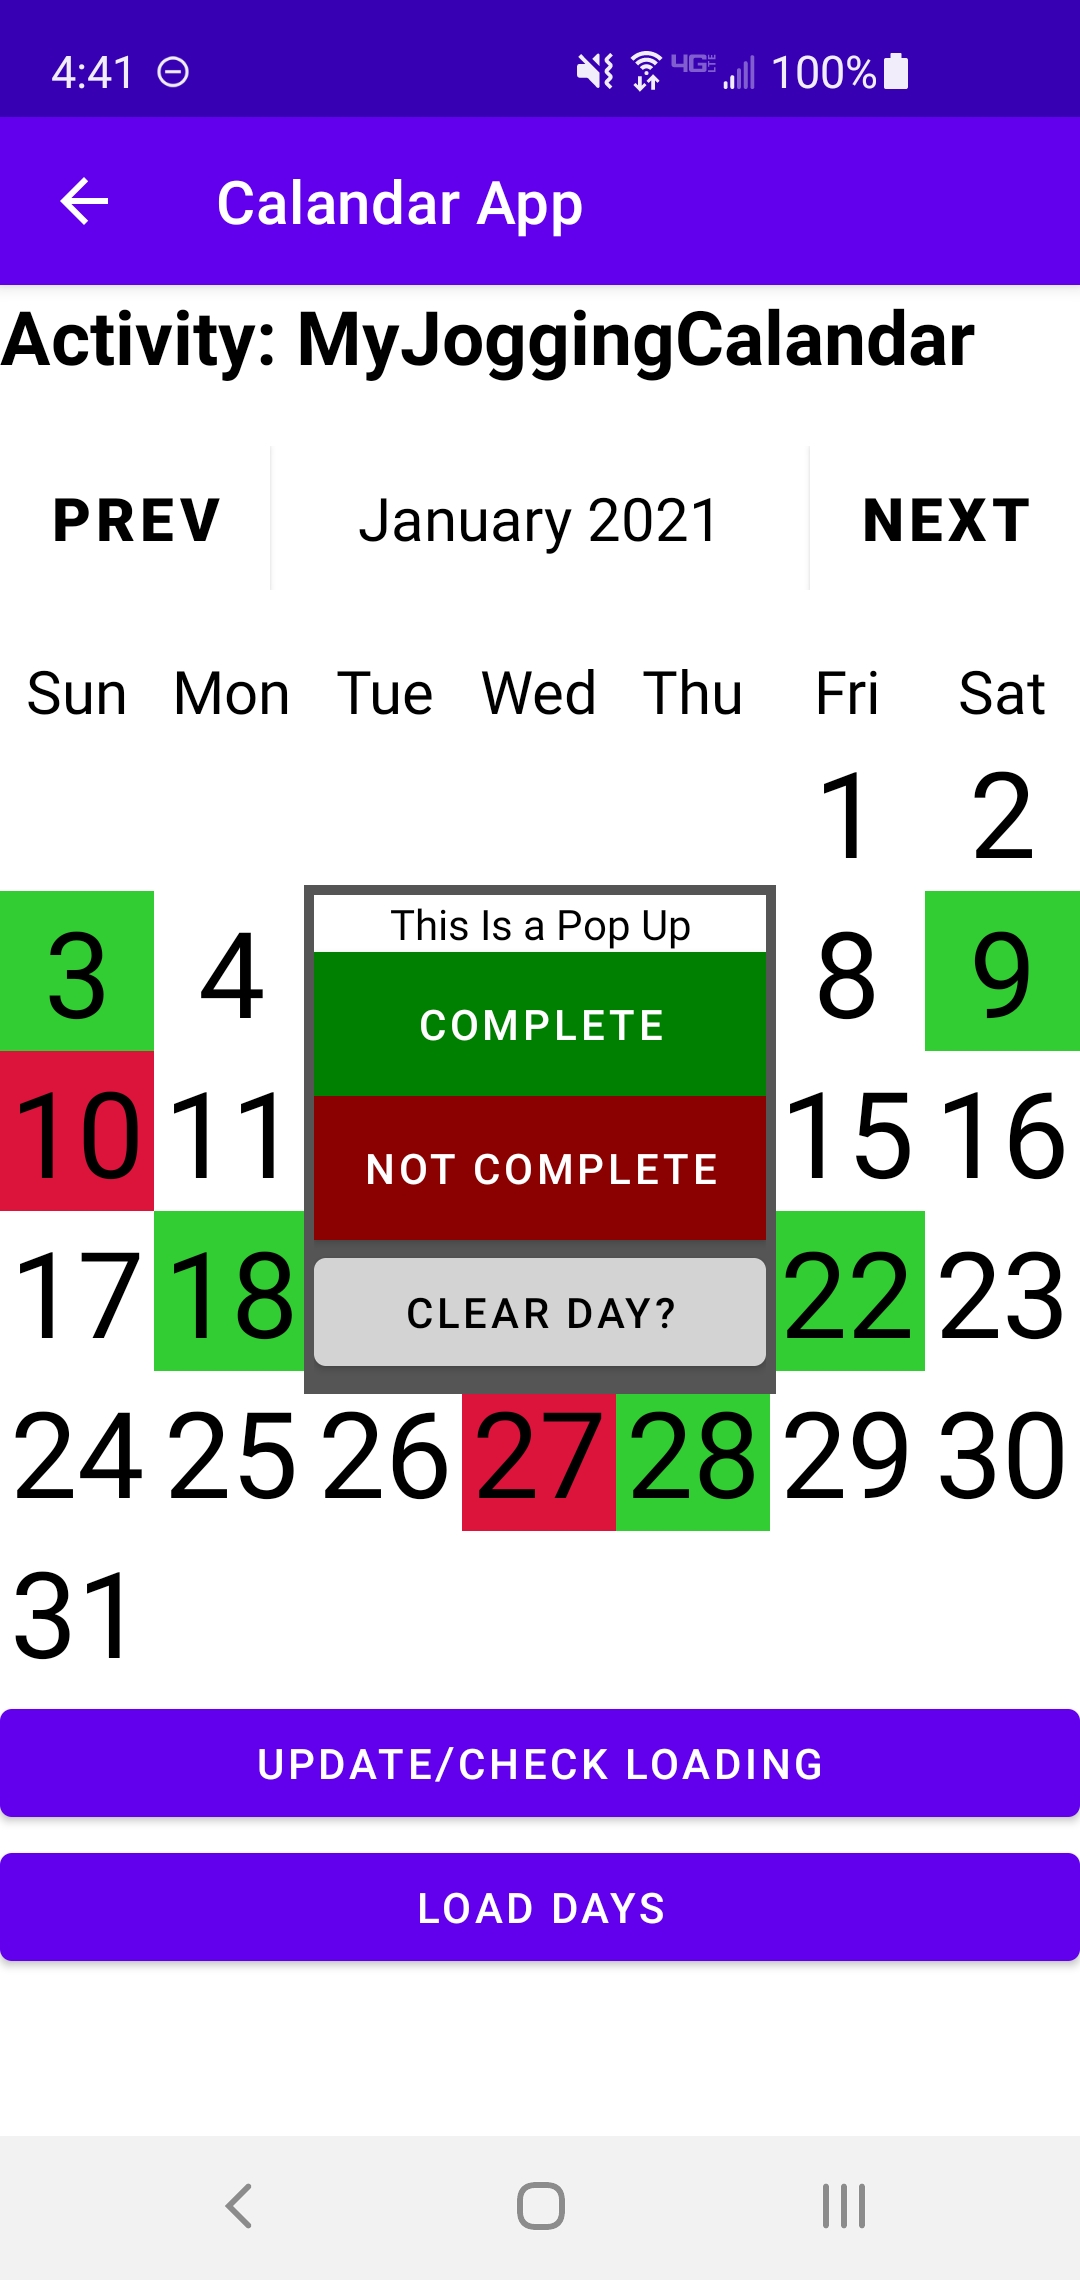 4:41 4G LTE 100%
Calandar App
Activity: MyJoggingCalandar
PREV January 2021 NEXT
Sun Mon Tue Wed Thu Fri Sat
1 2
3 4 8 9
10 11 15 16
17 18 22 23
This Is a Pop Up
COMPLETE
NOT COMPLETE
CLEAR DAY?
24 25 26 27 28 29 30
31
UPDATE/CHECK LOADING
LOAD DAYS